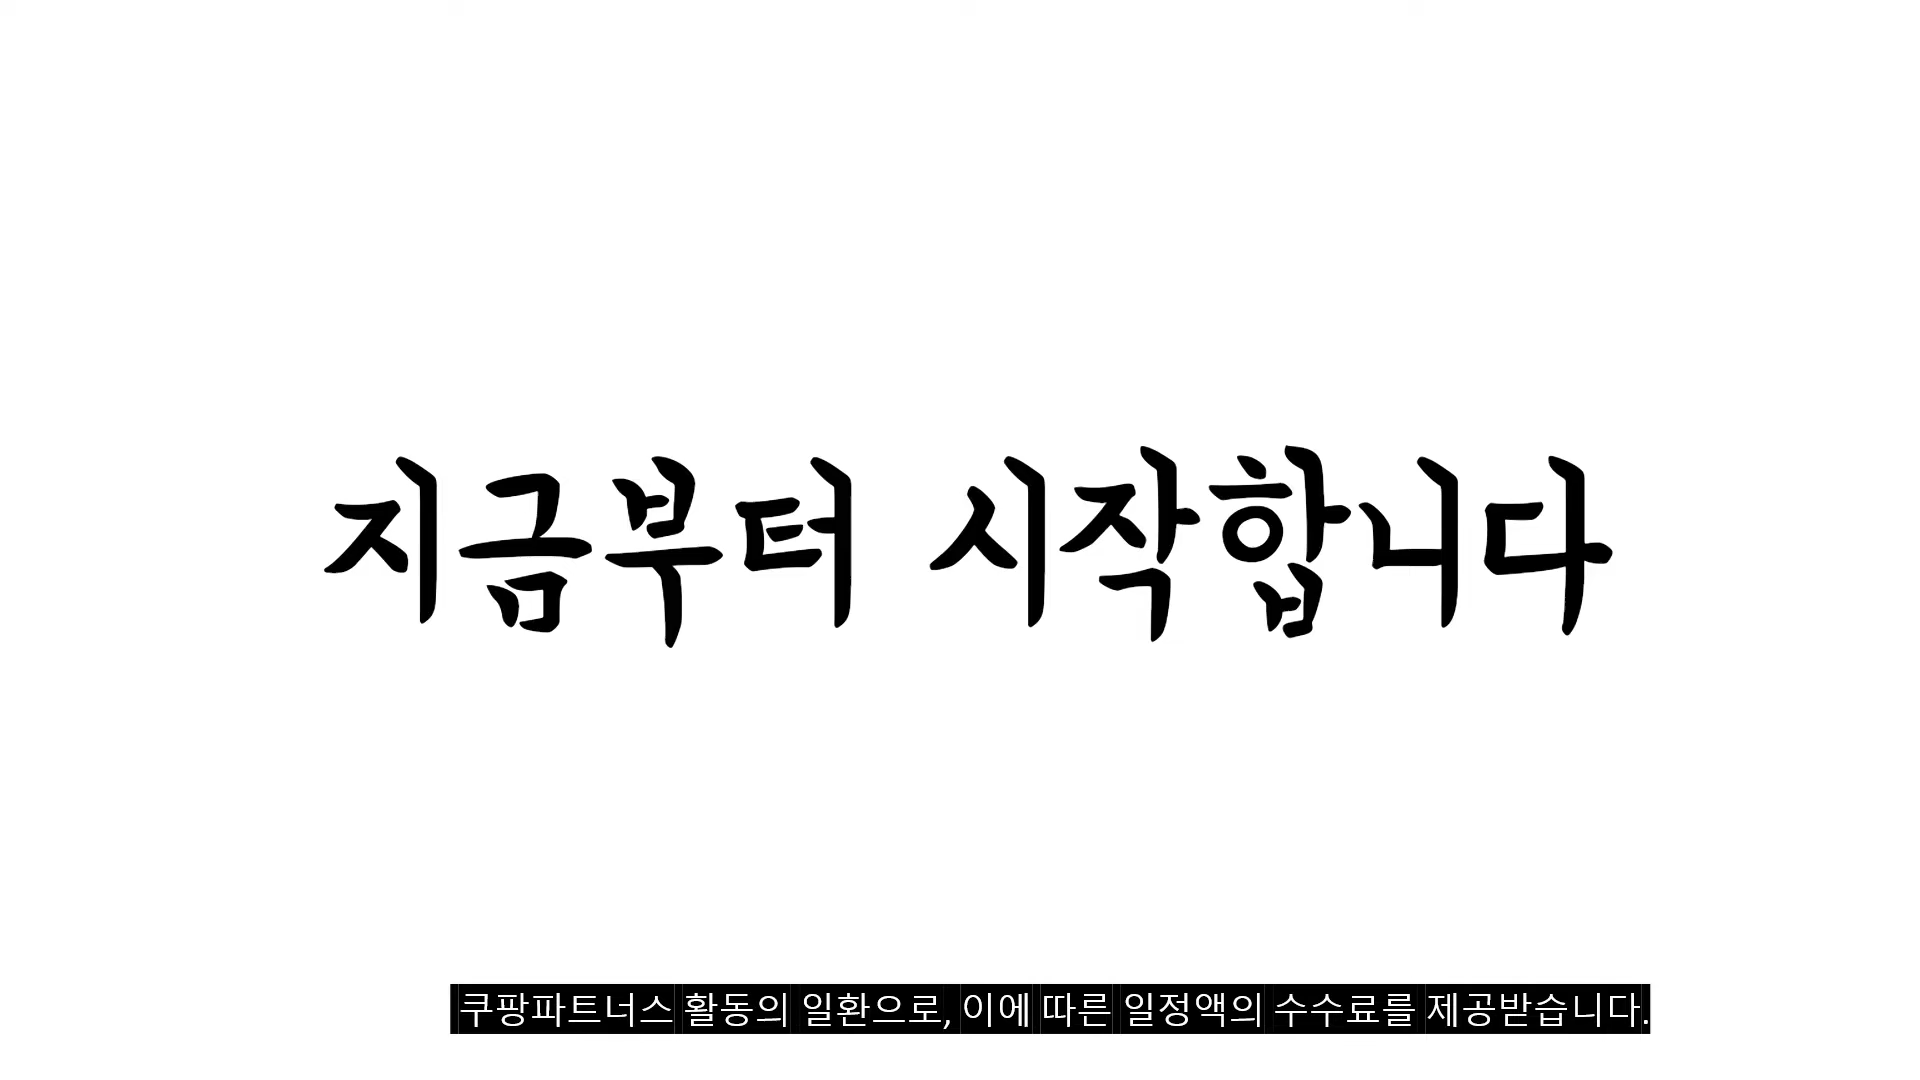 지금부터 시작합니다
쿠팡파트너스 활동의 일환으로, 이에 따른 일정액의 수수료를 제공받습니다.